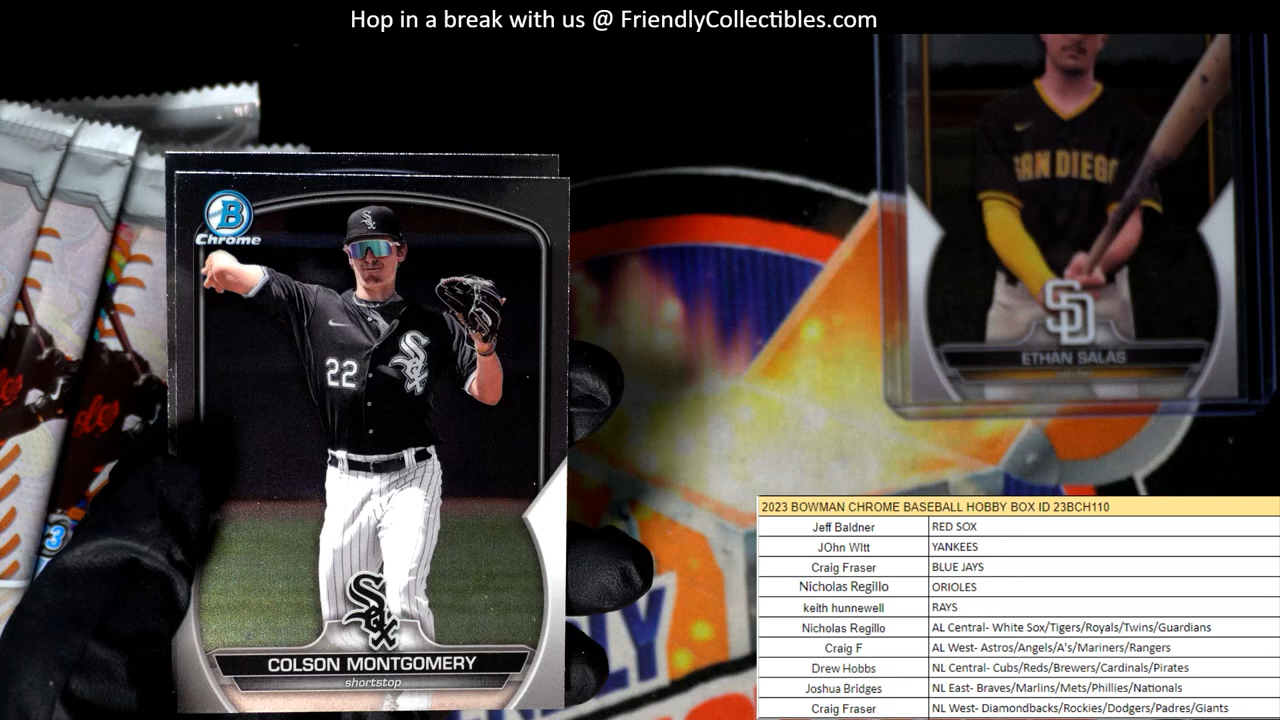 Hop in a break with us @ FriendlyCollectibles.com
B
Chrome
Sox
22
Sox
Sox
COLSON MONTGOMERY
shortstop
SAN DIEGO
SD
ETHAN SALAS
catcher
2023 BOWMAN CHROME BASEBALL HOBBY BOX ID 23BCH110
Jeff Baldner RED SOX
JOhn WItt YANKEES
Craig Fraser BLUE JAYS
Nicholas Regillo ORIOLES
keith hunnewell RAYS
Nicholas Regillo AL Central- White Sox/Tigers/Royals/Twins/Guardians
Craig F AL West- Astros/Angels/A's/Mariners/Rangers
Drew Hobbs NL Central- Cubs/Reds/Brewers/Cardinals/Pirates
Joshua Bridges NL East- Braves/Marlins/Mets/Phillies/Nationals
Craig Fraser NL West- Diamondbacks/Rockies/Dodgers/Padres/Giants